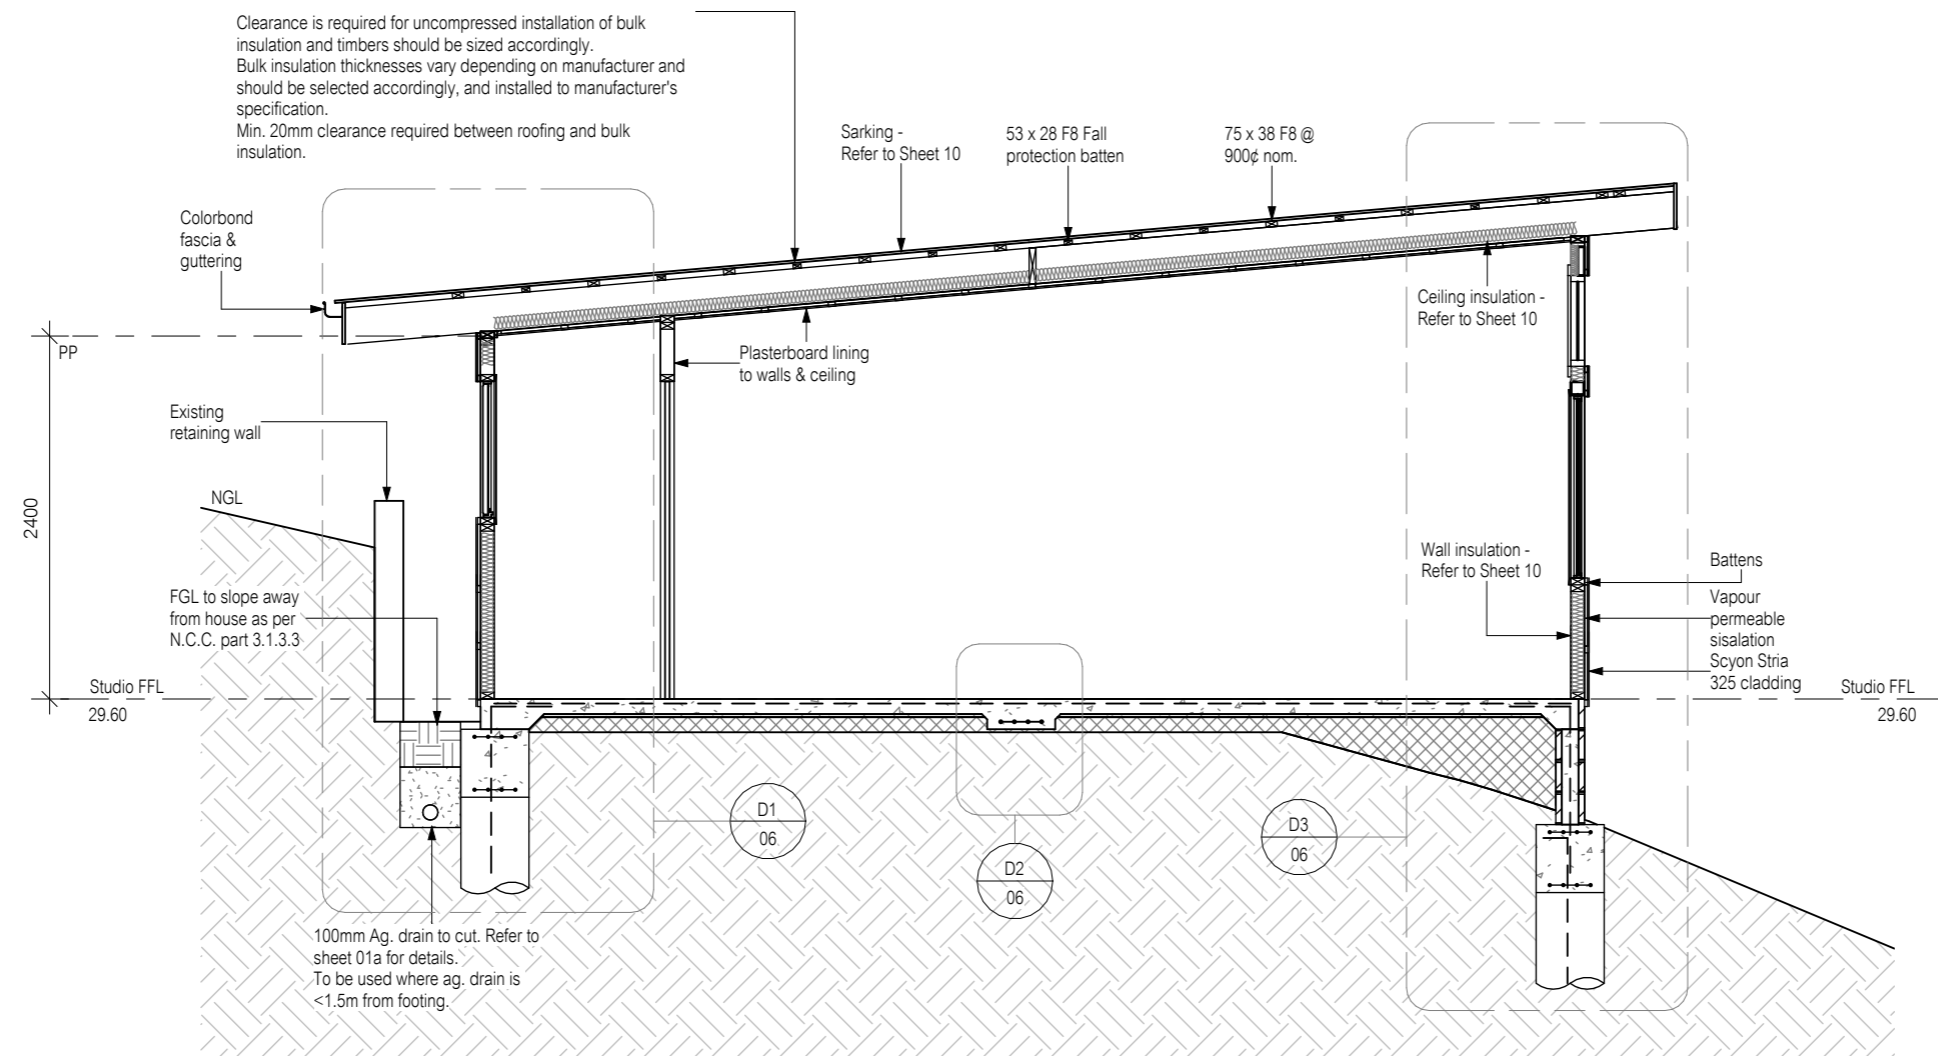 Clearance is required for uncompressed installation of bulk
insulation and timbers should be sized accordingly.
Bulk insulation thicknesses vary depending on manufacturer and
should be selected accordingly, and installed to manufacturer's
specification.
Min. 20mm clearance required between roofing and bulk
insulation.
Sarking -
Refer to Sheet 10
53 x 28 F8 Fall
protection batten
75 x 38 F8 @
900¢ nom.
Colorbond
fascia &
guttering
PP
Ceiling insulation -
Refer to Sheet 10
Plasterboard lining
to walls & ceiling
Existing
retaining wall
NGL
2400
Wall insulation -
Refer to Sheet 10
Battens
Vapour
permeable
sisalation
Scyon Stria
325 cladding
FGL to slope away
from house as per
N.C.C. part 3.1.3.3
Studio FFL
29.60
Studio FFL
29.60
D1
06
D2
06
D3
06
100mm Ag. drain to cut. Refer to
sheet 01a for details.
To be used where ag. drain is
<1.5m from footing.